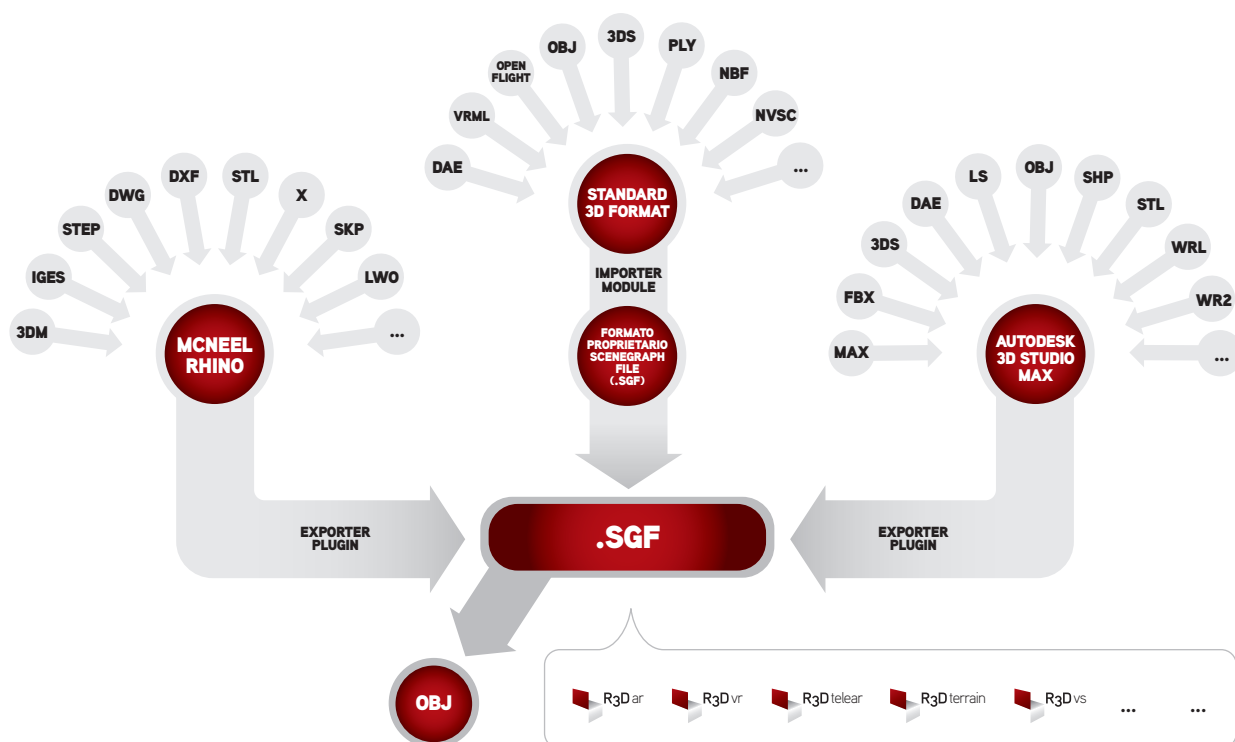 3DS
OBJ
PLY
OPEN
FLIGHT
NBF
VRML
NVSC
DAE
...
STANDARD
3D FORMAT
IMPORTER
MODULE
FORMATO
PROPRIETARIO
SCENEGRAPH
FILE
(.SGF)
3DM
IGES
STEP
DWG
DXF
STL
X
SKP
LWO
...
MCNEEL
RHINO
MAX
FBX
3DS
DAE
LS
OBJ
SHP
STL
WRL
WR2
...
AUTODESK
3D STUDIO
MAX
EXPORTER
PLUGIN
.SGF
EXPORTER
PLUGIN
OBJ
R3D ar
R3D vr
R3D telear
R3D terrain
R3D vs
...
...